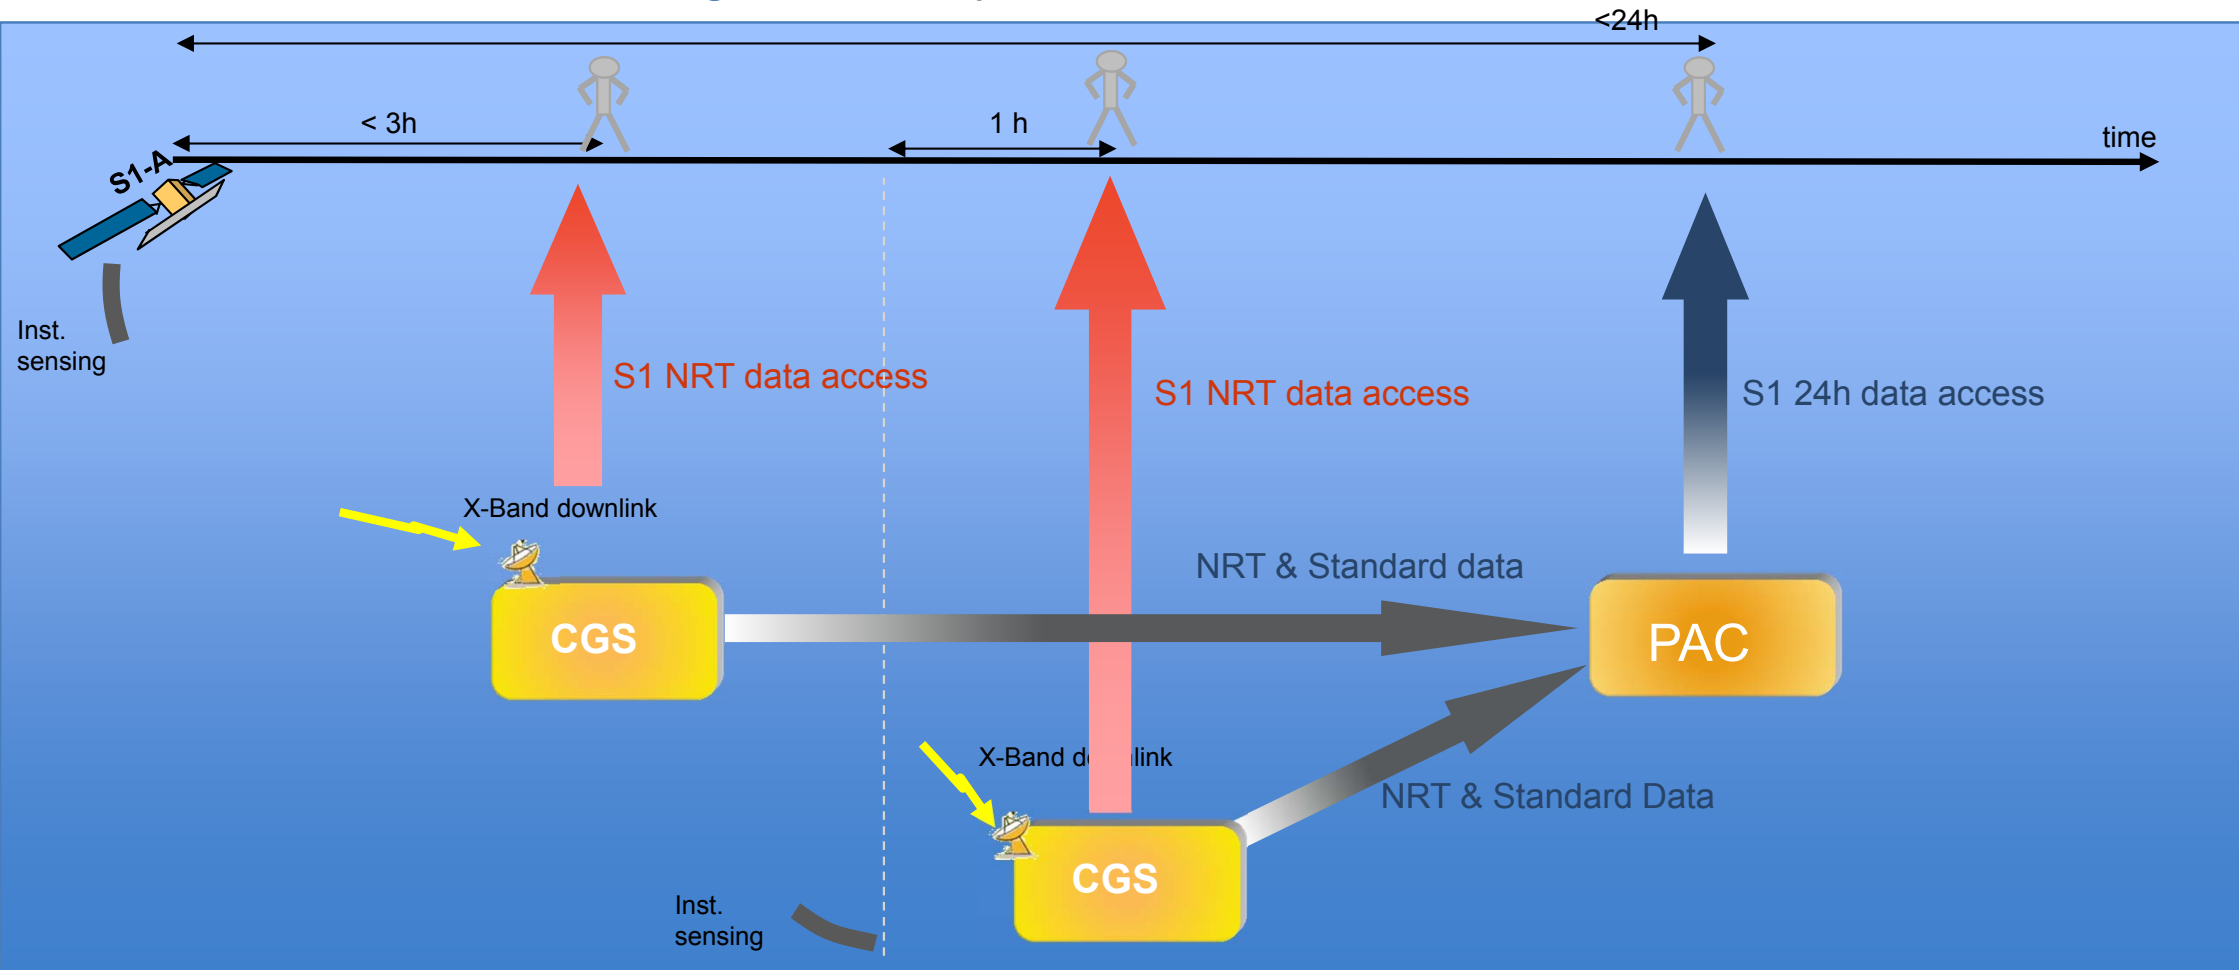 <24h
< 3h
1 h
time
S1-A
Inst.
sensing
S1 NRT data access
S1 NRT data access
S1 24h data access
X-Band downlink
NRT & Standard data
CGS
PAC
X-Band d link
NRT & Standard Data
CGS
Inst.
sensing